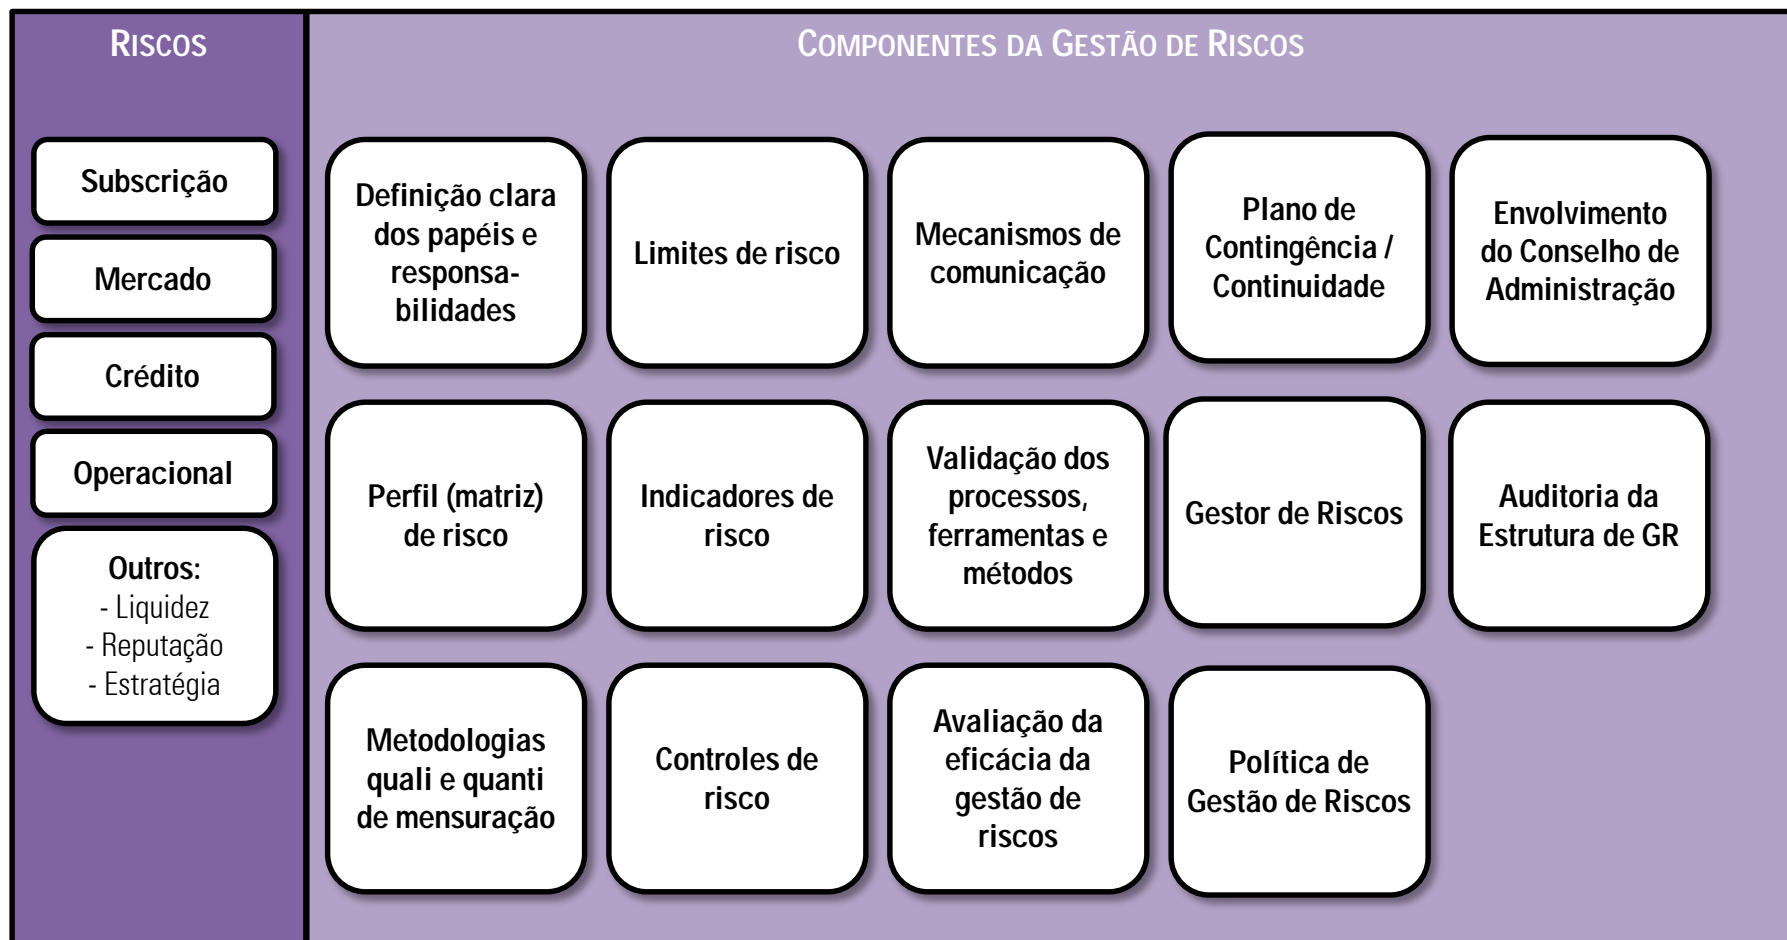 RISCOS
COMPONENTES DA GESTÃO DE RISCOS
Subscrição
Mercado
Crédito
Operacional
Outros:
- Liquidez
- Reputação
- Estratégia
Definição clara
dos papéis e
responsa-
bilidades
Limites de risco
Mecanismos de
comunicação
Plano de
Contingência /
Continuidade
Envolvimento
do Conselho de
Administração
Perfil (matriz)
de risco
Indicadores de
risco
Validação dos
processos,
ferramentas e
métodos
Gestor de Riscos
Auditoria da
Estrutura de GR
Metodologias
quali e quanti
de mensuração
Controles de
risco
Avaliação da
eficácia da
gestão de
riscos
Política de
Gestão de Riscos